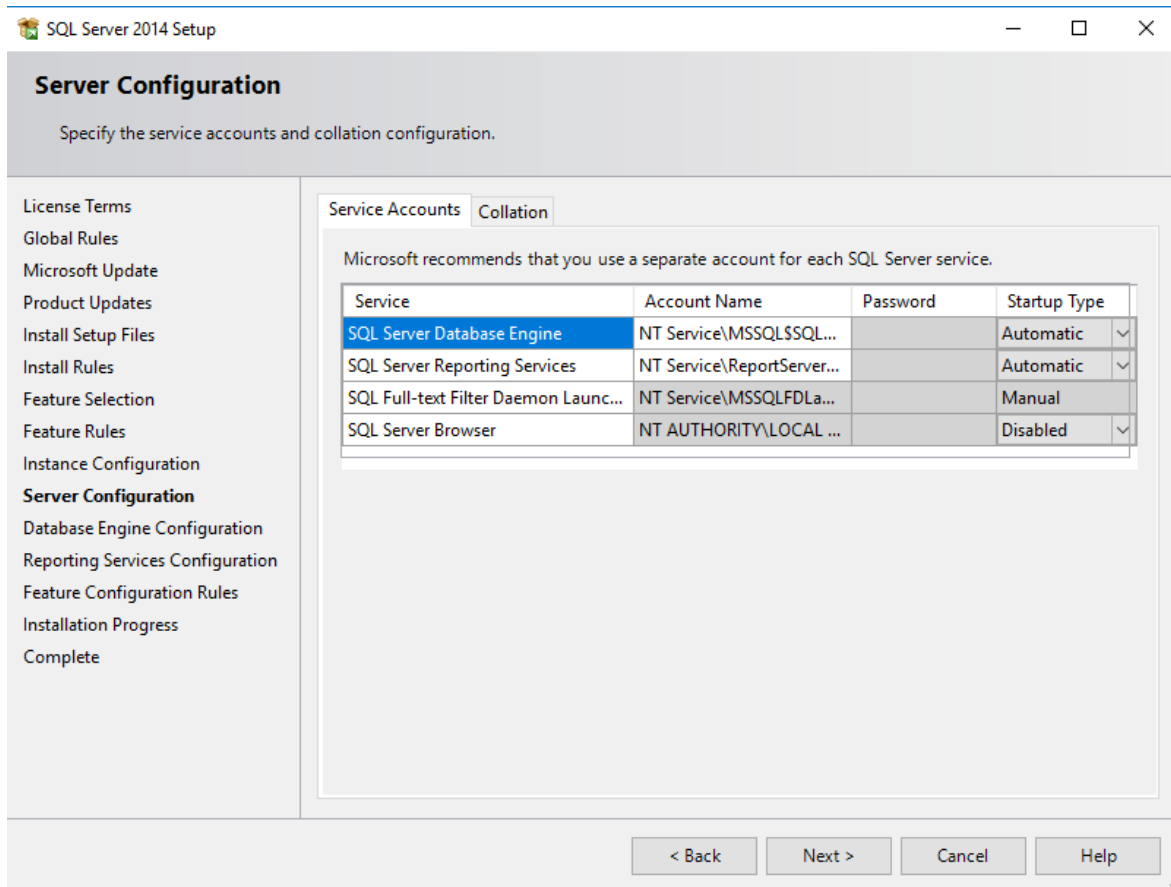 SQL Server 2014 Setup
Server Configuration
Specify the service accounts and collation configuration.
License Terms
Global Rules
Microsoft Update
Product Updates
Install Setup Files
Install Rules
Feature Selection
Feature Rules
Instance Configuration
Server Configuration
Database Engine Configuration
Reporting Services Configuration
Feature Configuration Rules
Installation Progress
Complete
Service Accounts Collation
Microsoft recommends that you use a separate account for each SQL Server service.
Service Account Name Password Startup Type
SQL Server Database Engine NT Service\MSSQL$SQL... Automatic
SQL Server Reporting Services NT Service\ReportServer... Automatic
SQL Full-text Filter Daemon Launc... NT Service\MSSQLFDLa... Manual
SQL Server Browser NT AUTHORITY\LOCAL ... Disabled
< Back Next > Cancel Help